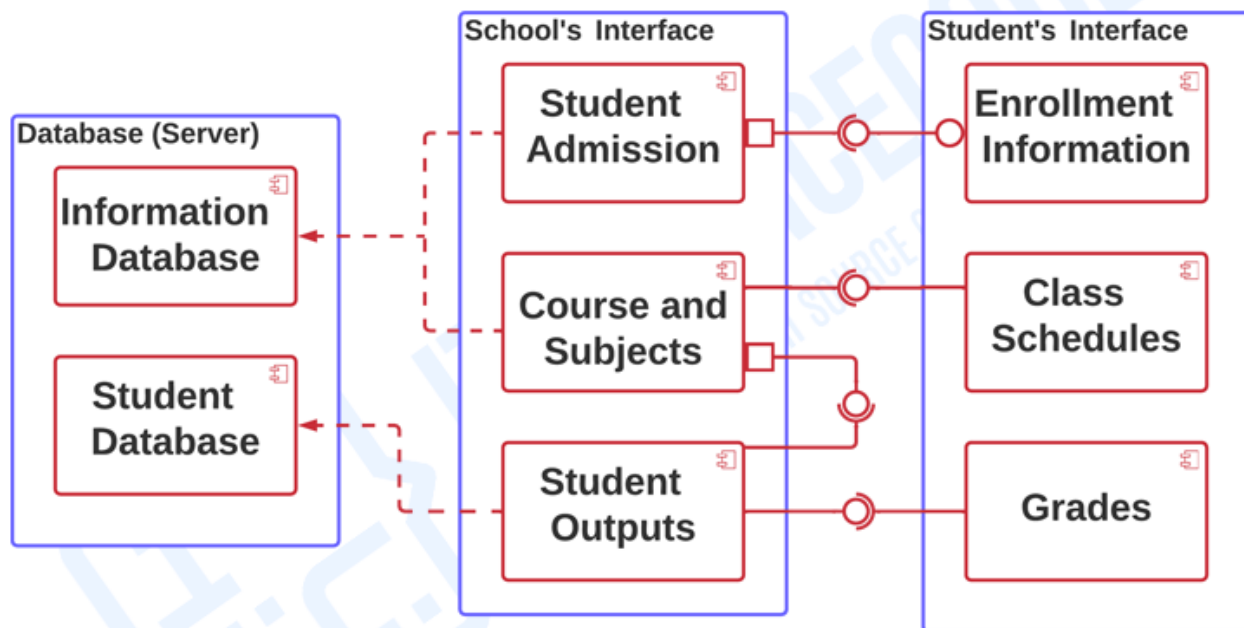 Database (Server)
Information
Database
Student
Database
School's Interface
Student
Admission
Course and
Subjects
Student
Outputs
Student's Interface
Enrollment
Information
Class
Schedules
Grades